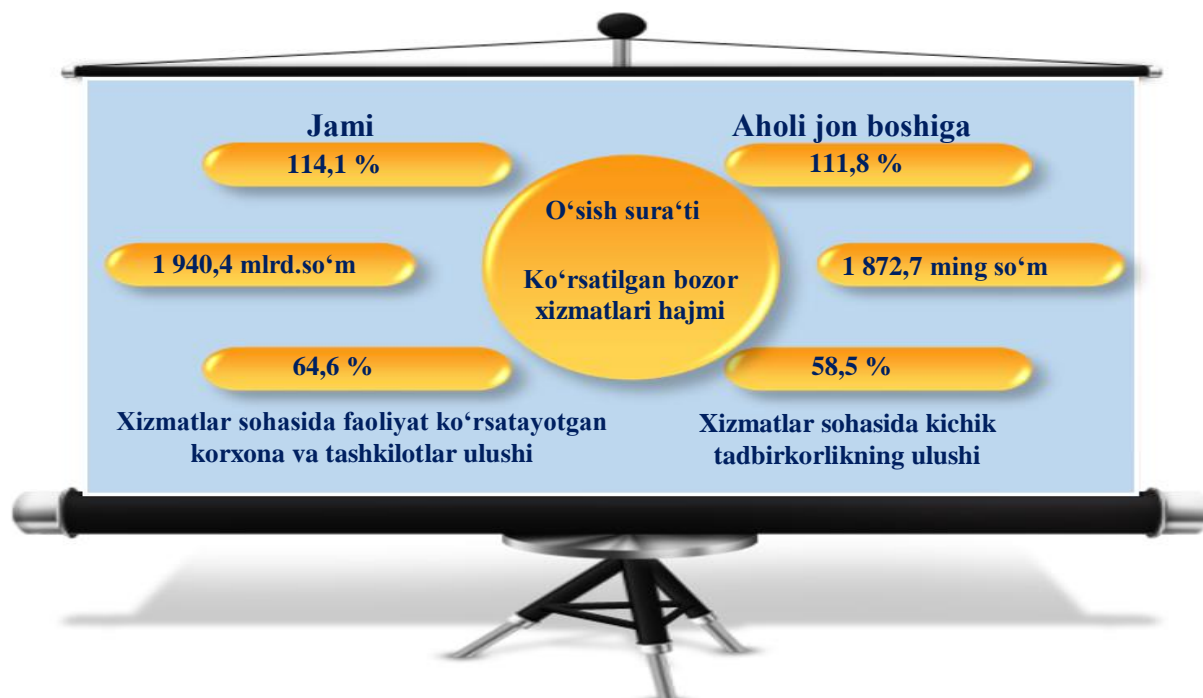 Jami
Aholi jon boshiga
114,1 %
111,8 %
O‘sish sura‘ti
1 940,4 mlrd.so‘m
1 872,7 ming so‘m
Ko‘rsatilgan bozor
xizmatlari hajmi
64,6 %
58,5 %
Xizmatlar sohasida faoliyat ko‘rsatayotgan
korxona va tashkilotlar ulushi
Xizmatlar sohasida kichik
tadbirkorlikning ulushi